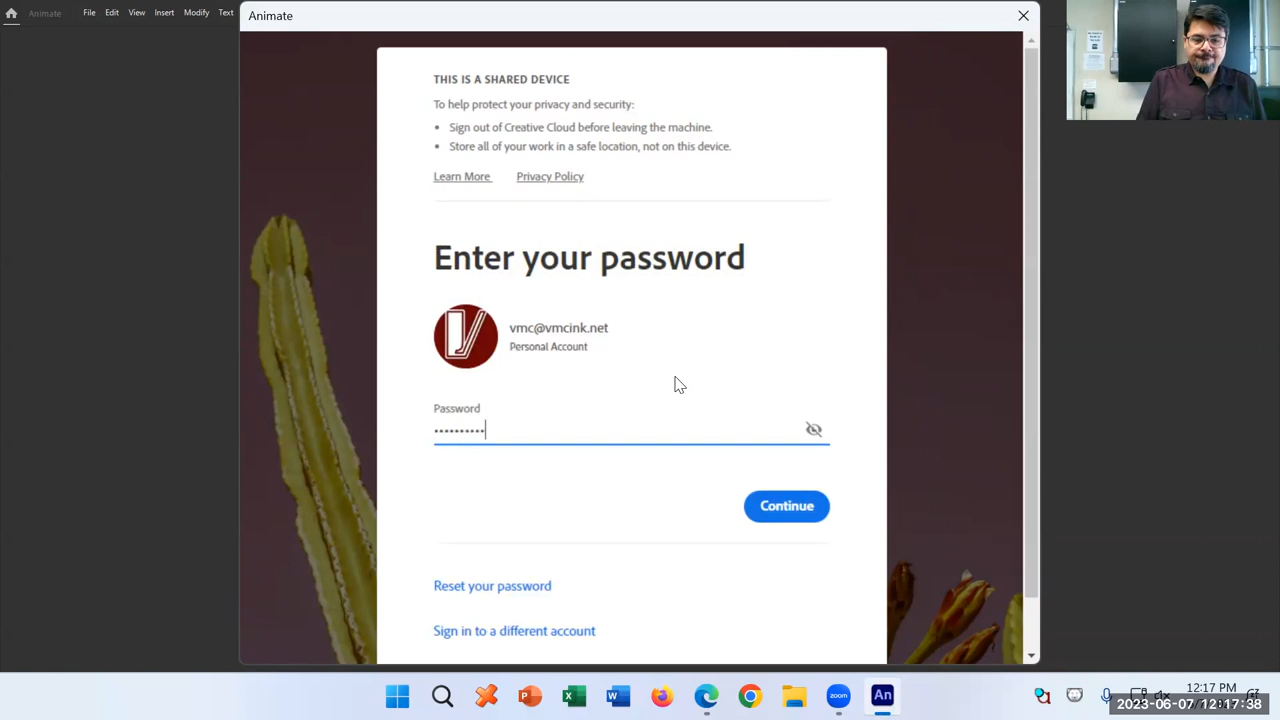 Animate File Edit View Insert Modify Text
Animate
THIS IS A SHARED DEVICE
To help protect your privacy and security:
• Sign out of Creative Cloud before leaving the machine.
• Store all of your work in a safe location, not on this device.
Learn More Privacy Policy
Enter your password
vmc@vmcink.net
Personal Account
Password
••••••••••
Continue
Reset your password
Sign in to a different account
zoom
An
12:17 PM
2023-06-07 12:17:38